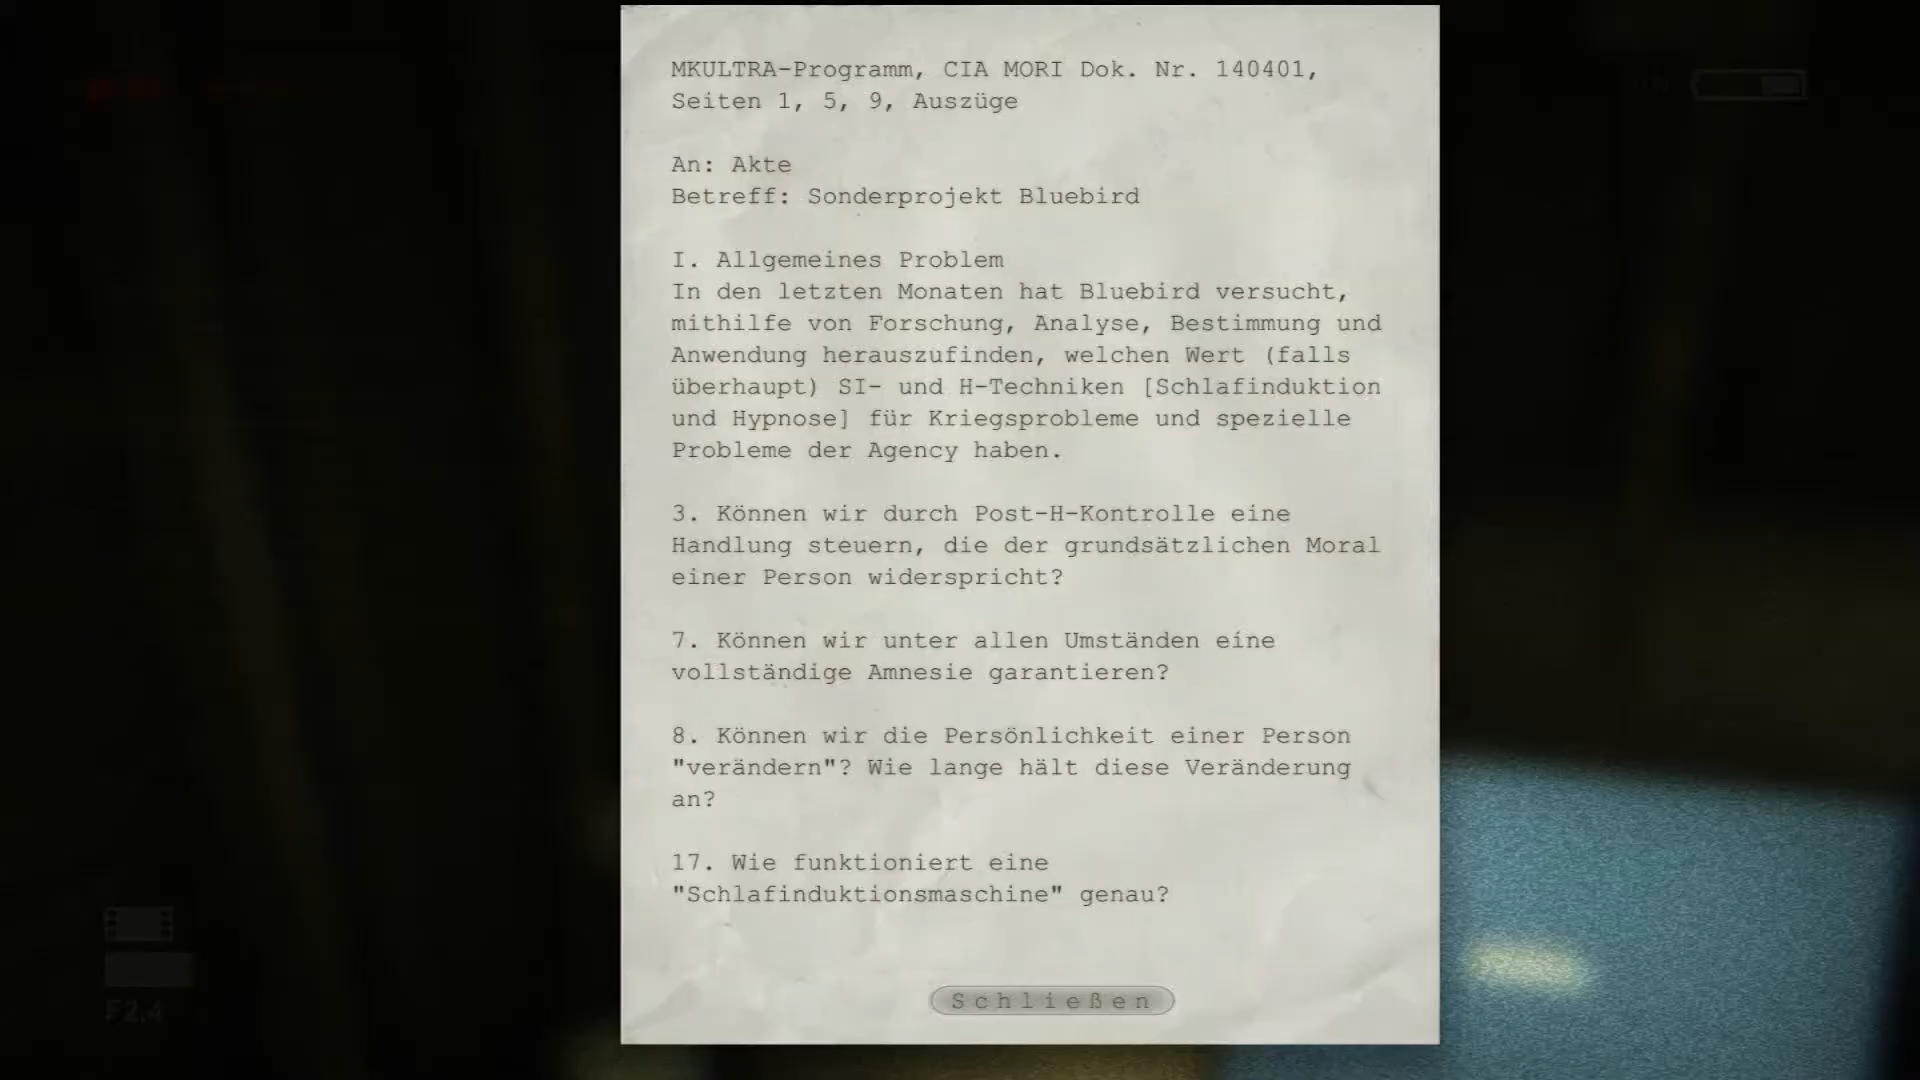 MKULTRA-Programm, CIA MORI Dok. Nr. 140401,
Seiten 1, 5, 9, Auszüge
An: Akte
Betreff: Sonderprojekt Bluebird
I. Allgemeines Problem
In den letzten Monaten hat Bluebird versucht,
mithilfe von Forschung, Analyse, Bestimmung und
Anwendung herauszufinden, welchen Wert (falls
überhaupt) SI- und H-Techniken [Schlafinduktion
und Hypnose] für Kriegsprobleme und spezielle
Probleme der Agency haben.
3. Können wir durch Post-H-Kontrolle eine
Handlung steuern, die der grundsätzlichen Moral
einer Person widerspricht?
7. Können wir unter allen Umständen eine
vollständige Amnesie garantieren?
8. Können wir die Persönlichkeit einer Person
"verändern"? Wie lange hält diese Veränderung
an?
17. Wie funktioniert eine
"Schlafinduktionsmaschine" genau?
Schließen
F2.4